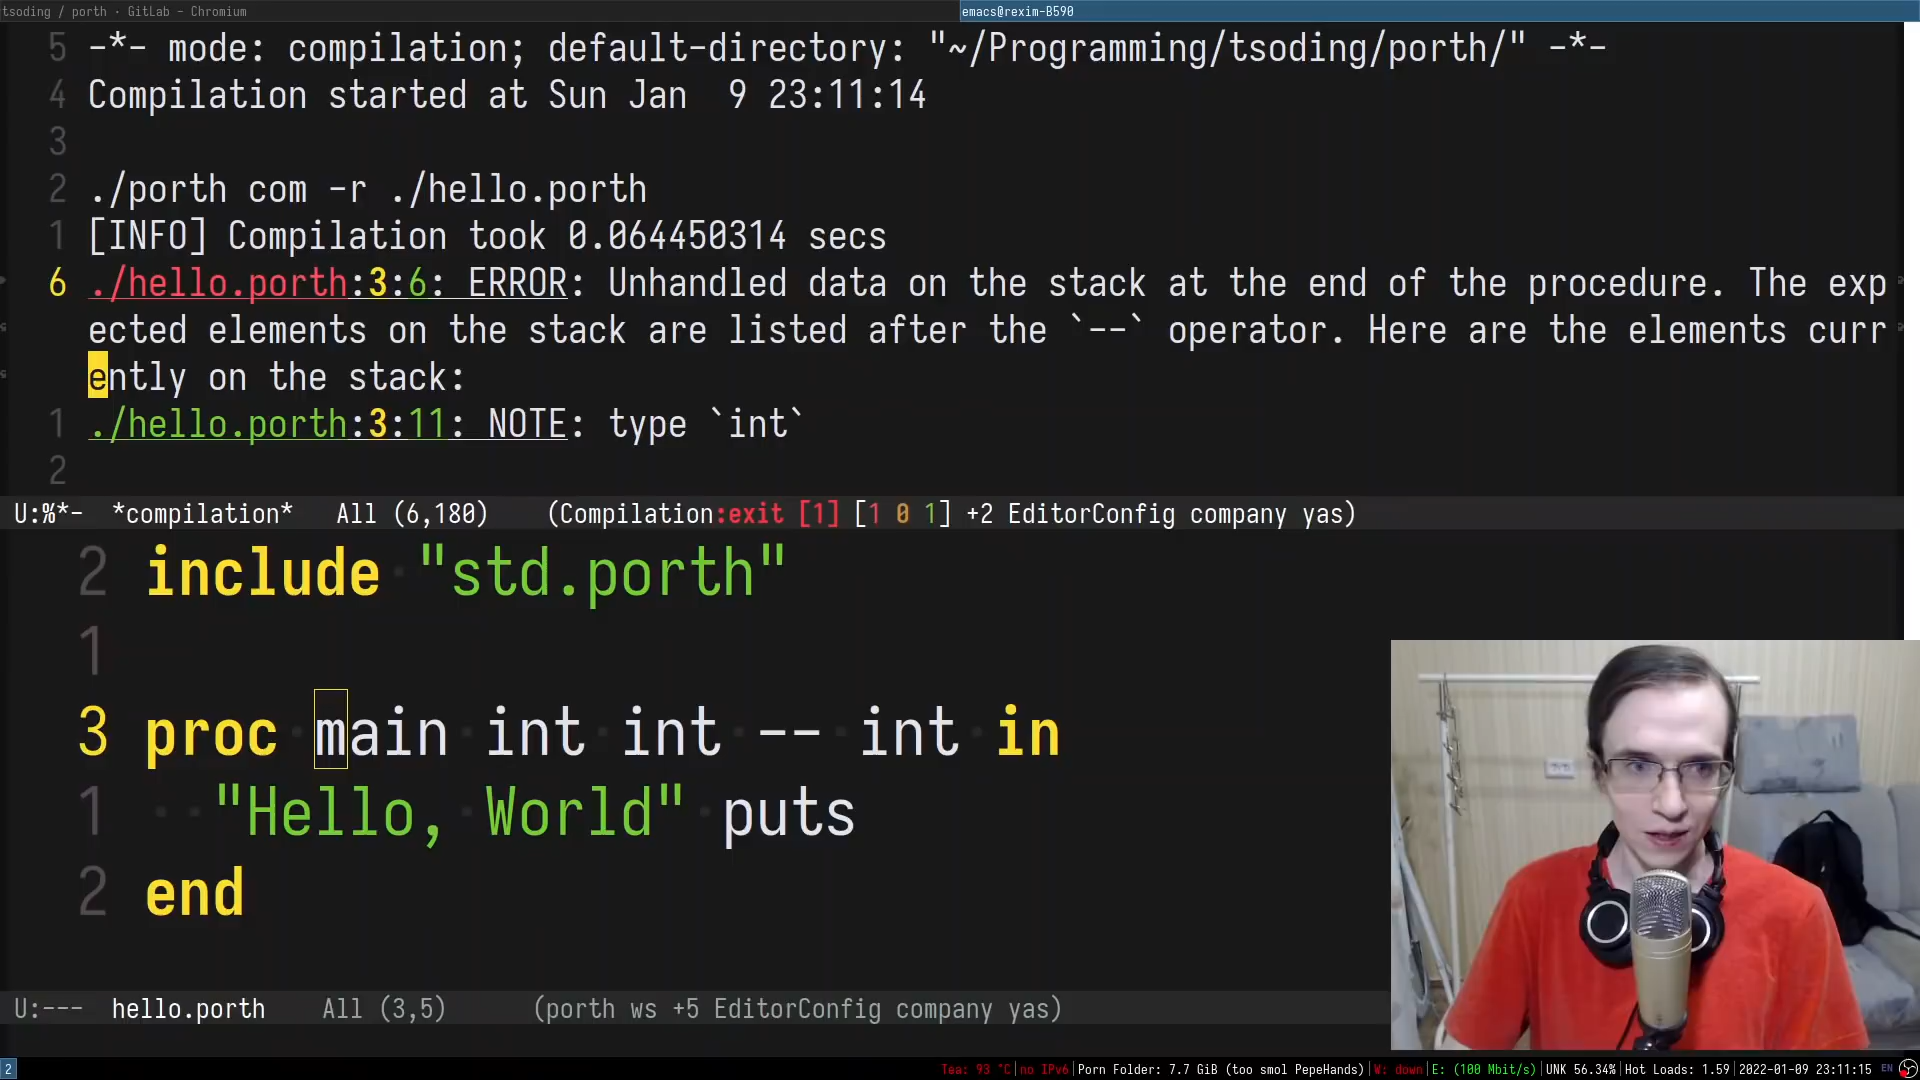 tsoding / porth · GitLab - Chromium
emacs@rexim-B590
5 -*- mode: compilation; default-directory: "~/Programming/tsoding/porth/" -*-
4 Compilation started at Sun Jan  9 23:11:14
3
2 ./porth com -r ./hello.porth
1 [INFO] Compilation took 0.064450314 secs
6 ./hello.porth:3:6: ERROR: Unhandled data on the stack at the end of the procedure. The exp
ected elements on the stack are listed after the `--` operator. Here are the elements curr
ently on the stack:
1 ./hello.porth:3:11: NOTE: type `int`
2
U:%*-  *compilation*   All (6,180)   (Compilation:exit [1] [1 0 1] +2 EditorConfig company yas)
2 include "std.porth"
1
3 proc main int int -- int in
1   "Hello, World" puts
2 end
U:---  hello.porth   All (3,5)   (porth ws +5 EditorConfig company yas)
2
Tea: 93 °C|no IPv6|Porn Folder: 7.7 GiB (too smol PepeHands)|W: down|E: (100 Mbit/s)|UNK 56.34%|Hot Loads: 1.59|2022-01-09 23:11:15 EN